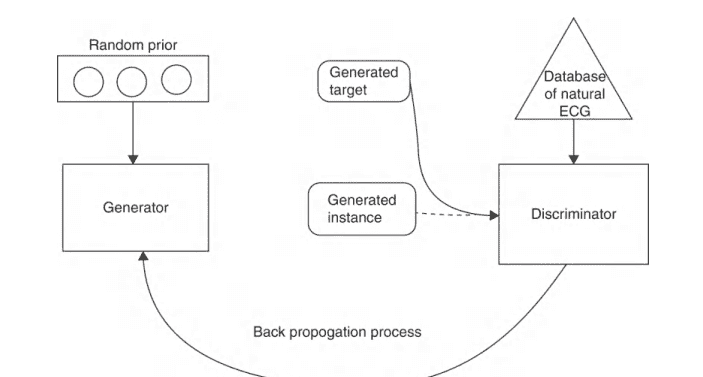 Random prior
Generated
target
Database
of natural
ECG
Generator
Generated
instance
Discriminator
Back propogation process